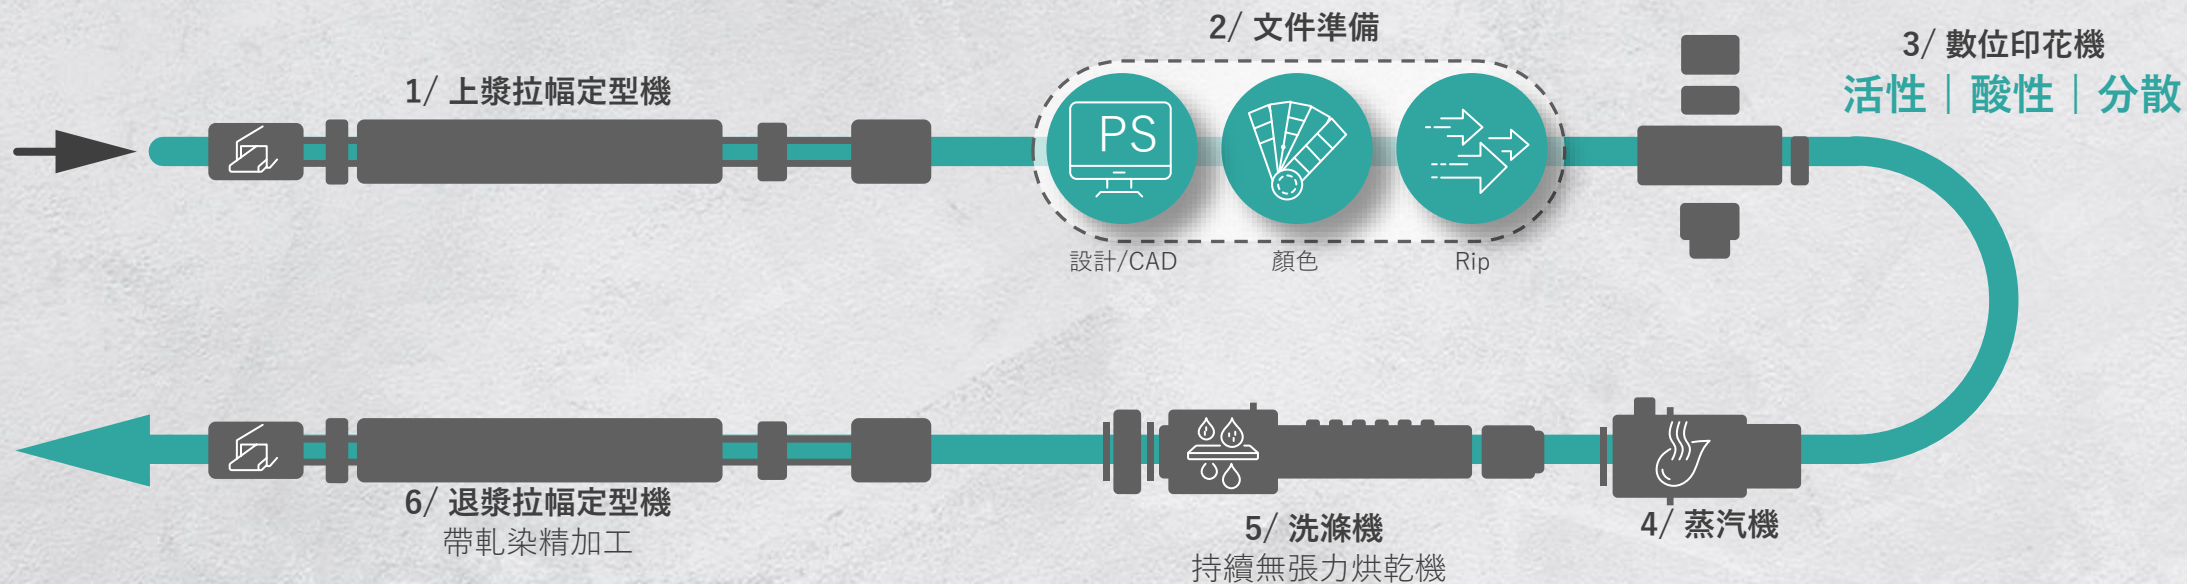 1/ 上漿拉幅定型機
2/ 文件準備
PS
設計/CAD
顏色
Rip
3/ 數位印花機
活性｜酸性｜分散
4/ 蒸汽機
5/ 洗滌機
持續無張力烘乾機
6/ 退漿拉幅定型機
帶軋染精加工